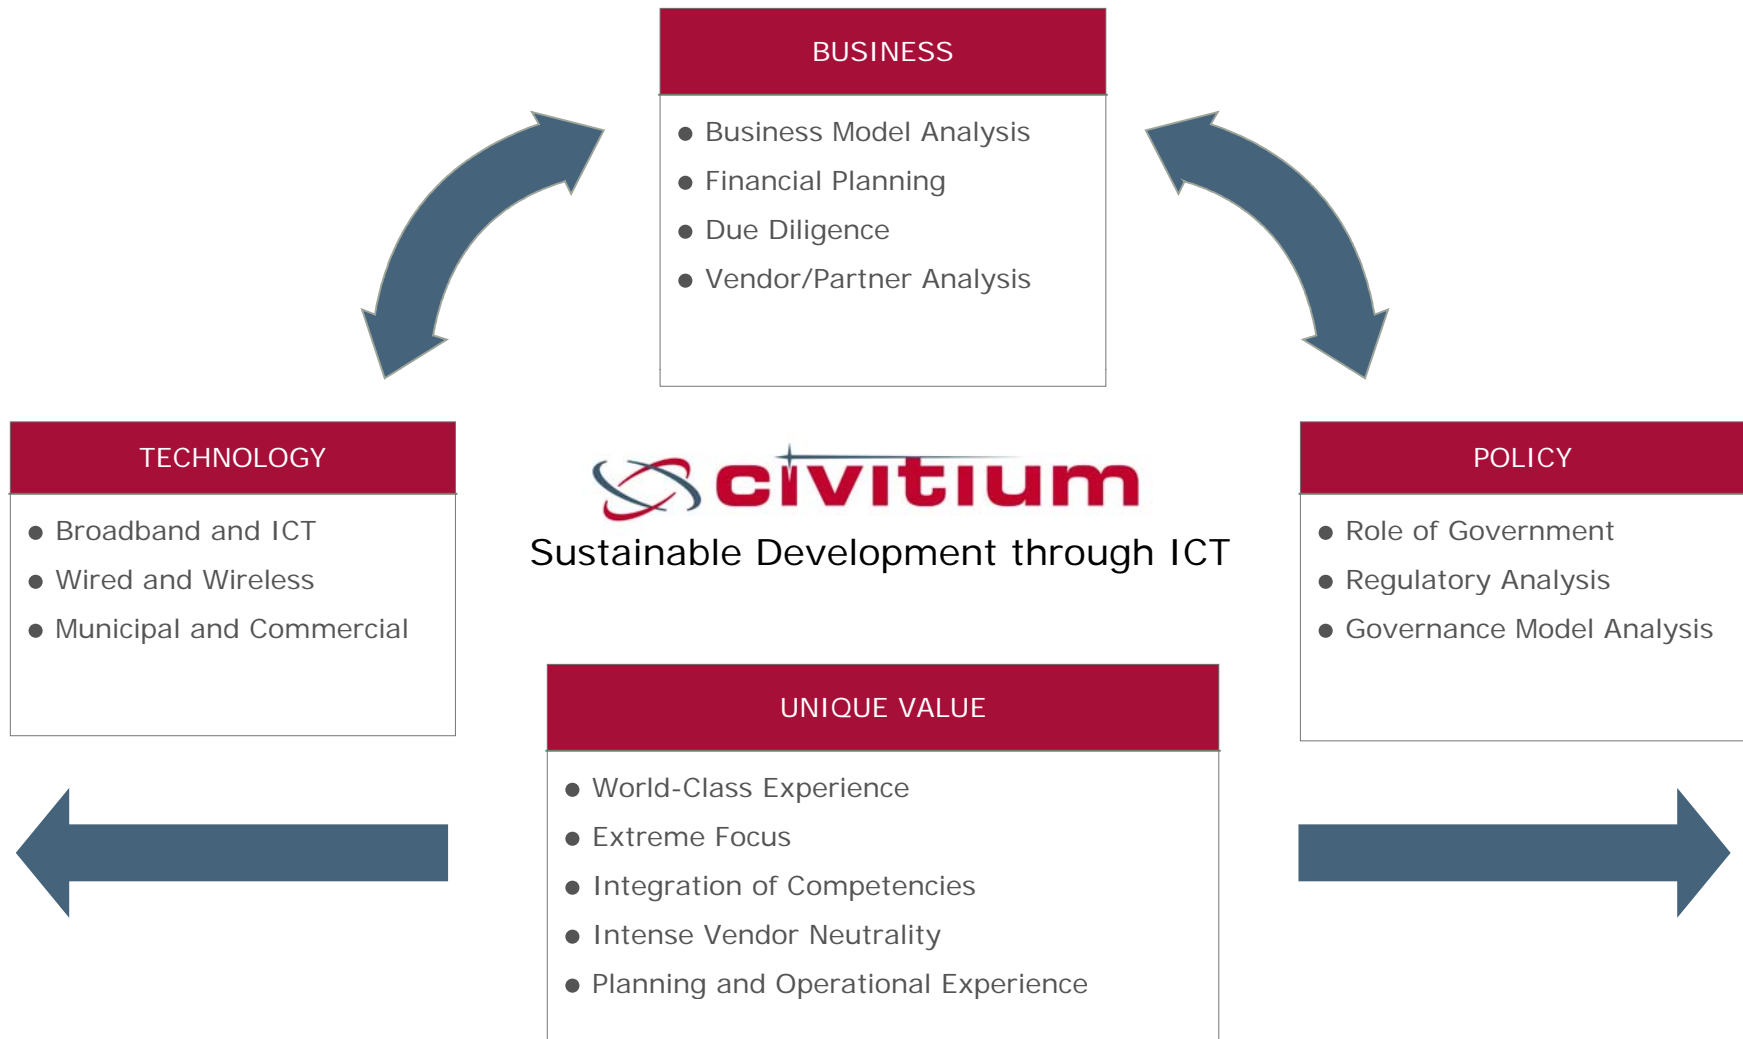 BUSINESS
● Business Model Analysis
● Financial Planning
● Due Diligence
● Vendor/Partner Analysis
TECHNOLOGY
● Broadband and ICT
● Wired and Wireless
● Municipal and Commercial
civitium
Sustainable Development through ICT
POLICY
● Role of Government
● Regulatory Analysis
● Governance Model Analysis
UNIQUE VALUE
● World-Class Experience
● Extreme Focus
● Integration of Competencies
● Intense Vendor Neutrality
● Planning and Operational Experience